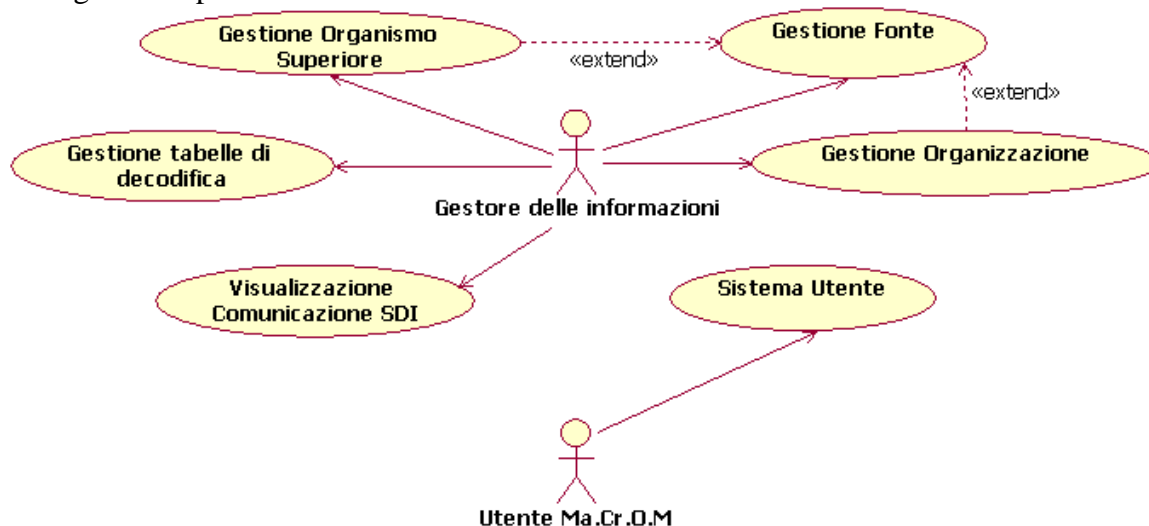 Gestione Organismo
Superiore
«extend»
Gestione Fonte
«extend»
Gestione tabelle di
decodifica
Gestione Organizzazione
Gestore delle informazioni
Visualizzazione
Comunicazione SDI
Sistema Utente
Utente Ma.Cr.O.M